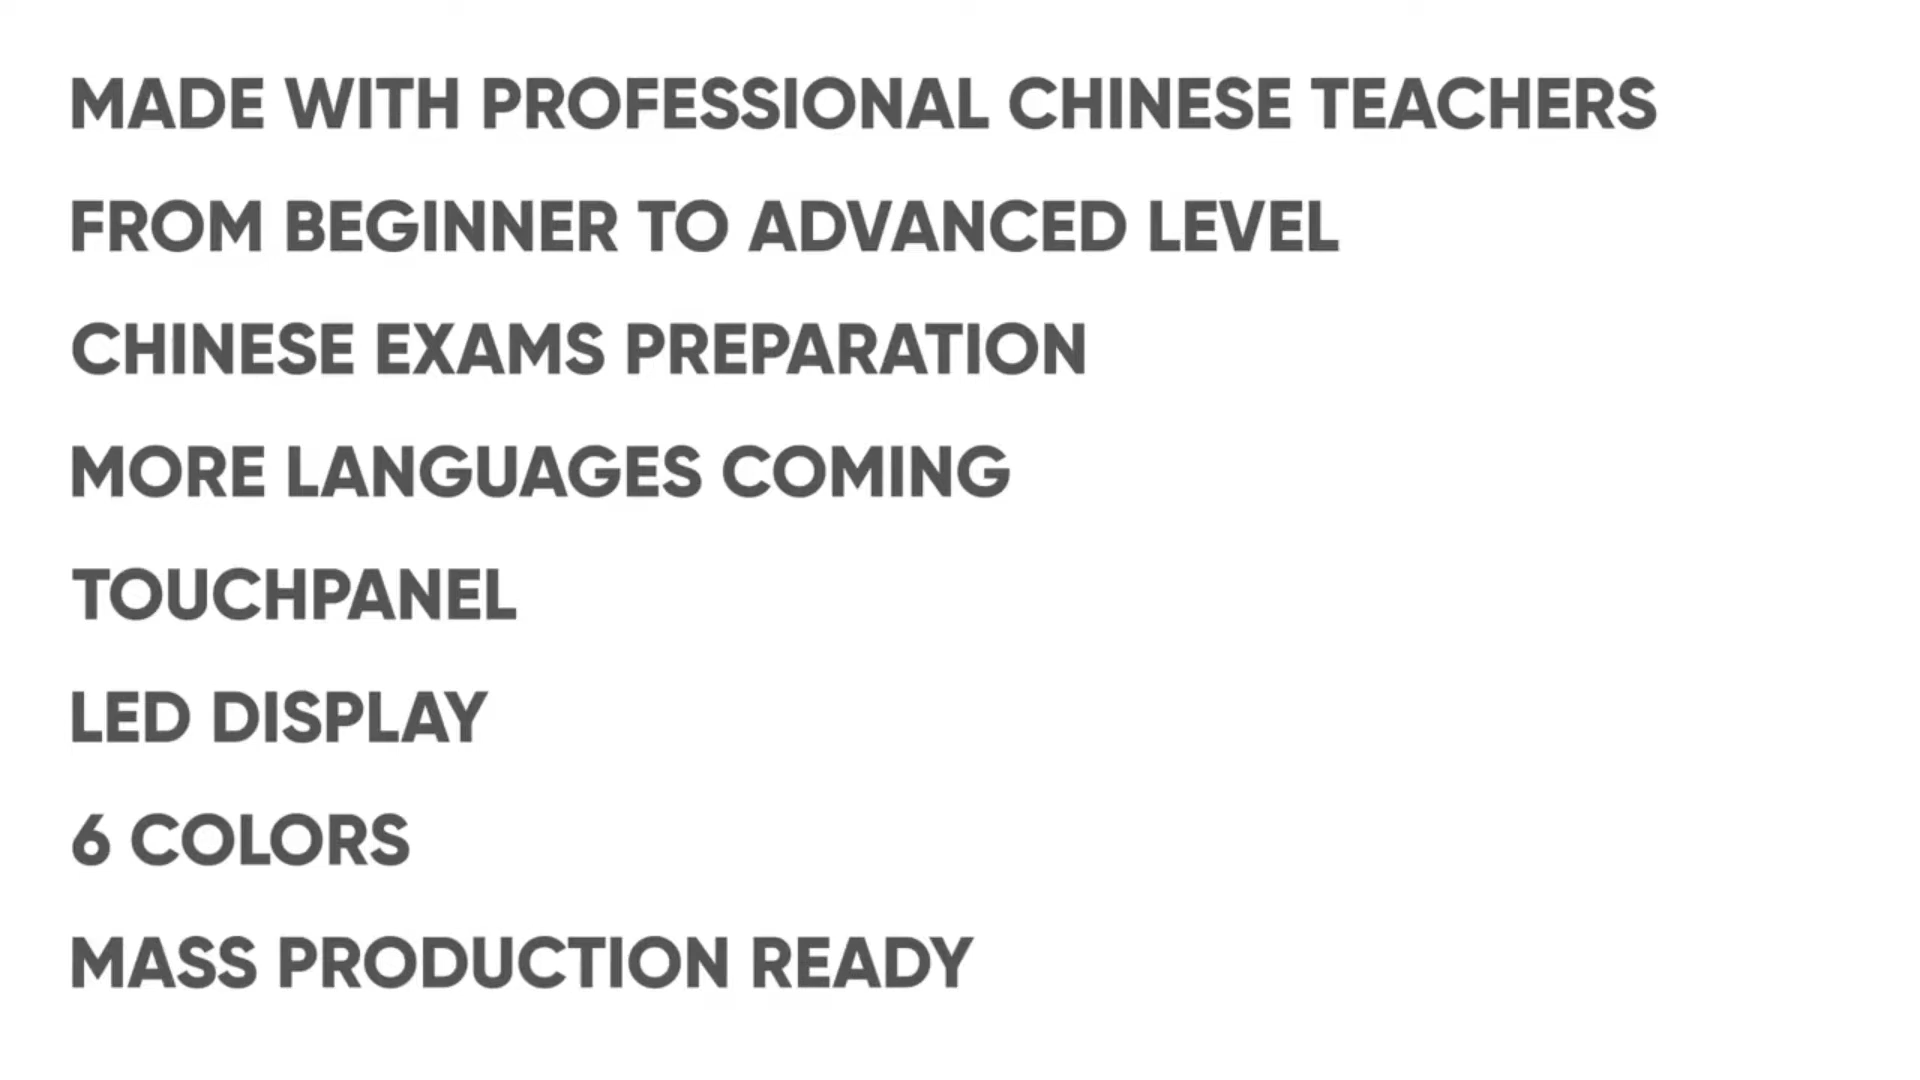 MADE WITH PROFESSIONAL CHINESE TEACHERS
FROM BEGINNER TO ADVANCED LEVEL
CHINESE EXAMS PREPARATION
MORE LANGUAGES COMING
TOUCHPANEL
LED DISPLAY
6 COLORS
MASS PRODUCTION READY